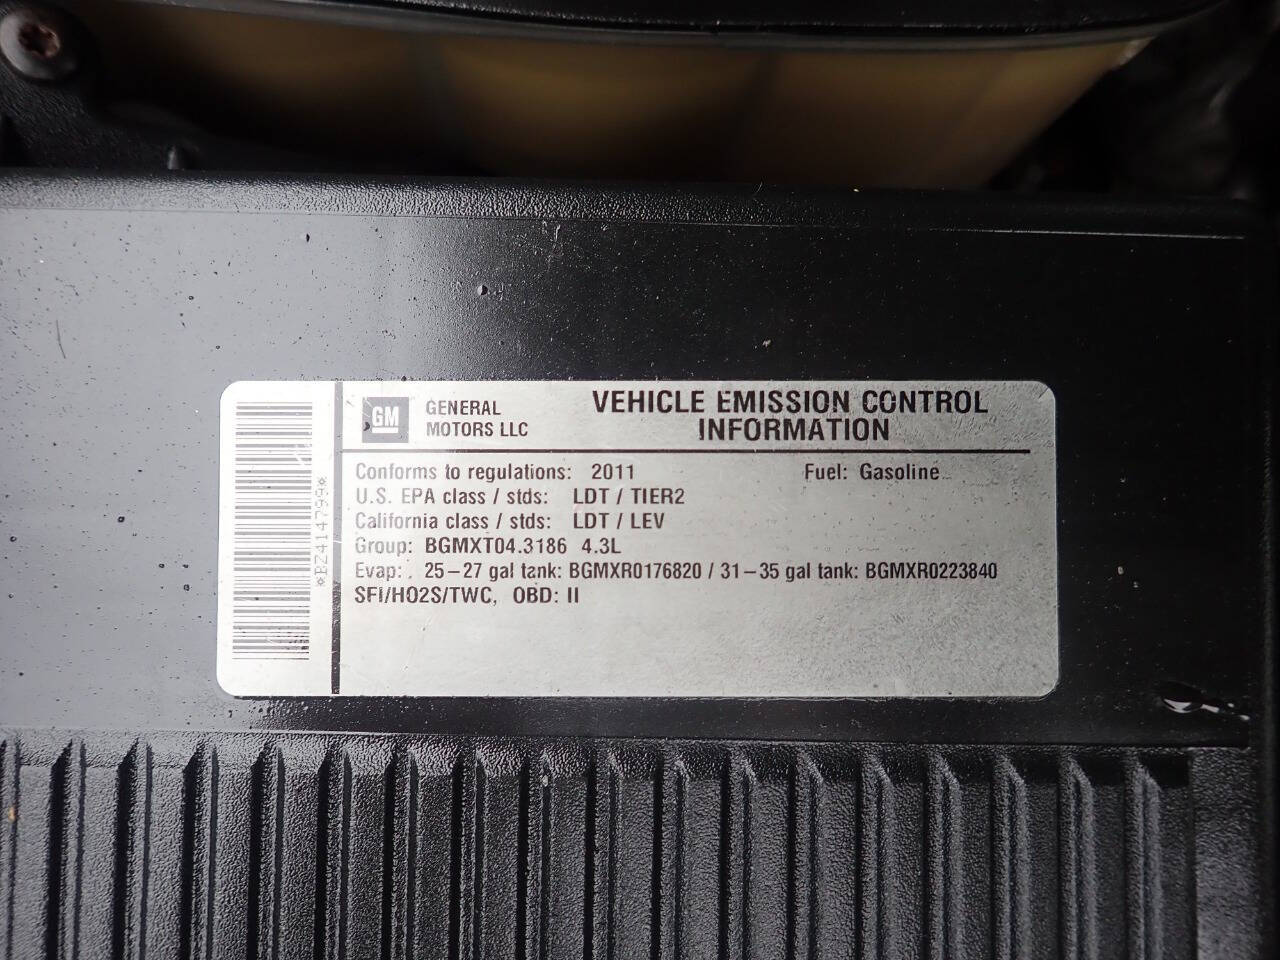 GM
GENERAL
MOTORS LLC
VEHICLE EMISSION CONTROL
INFORMATION
Conforms to regulations: 2011 Fuel: Gasoline
U.S. EPA class / stds: LDT / TIER2
California class / stds: LDT / LEV
Group: BGMXT04.3186 4.3L
Evap: 25-27 gal tank: BGMXR0176820 / 31-35 gal tank: BGMXR0223840
SFI/HO2S/TWC, OBD: II
*BZ414799*